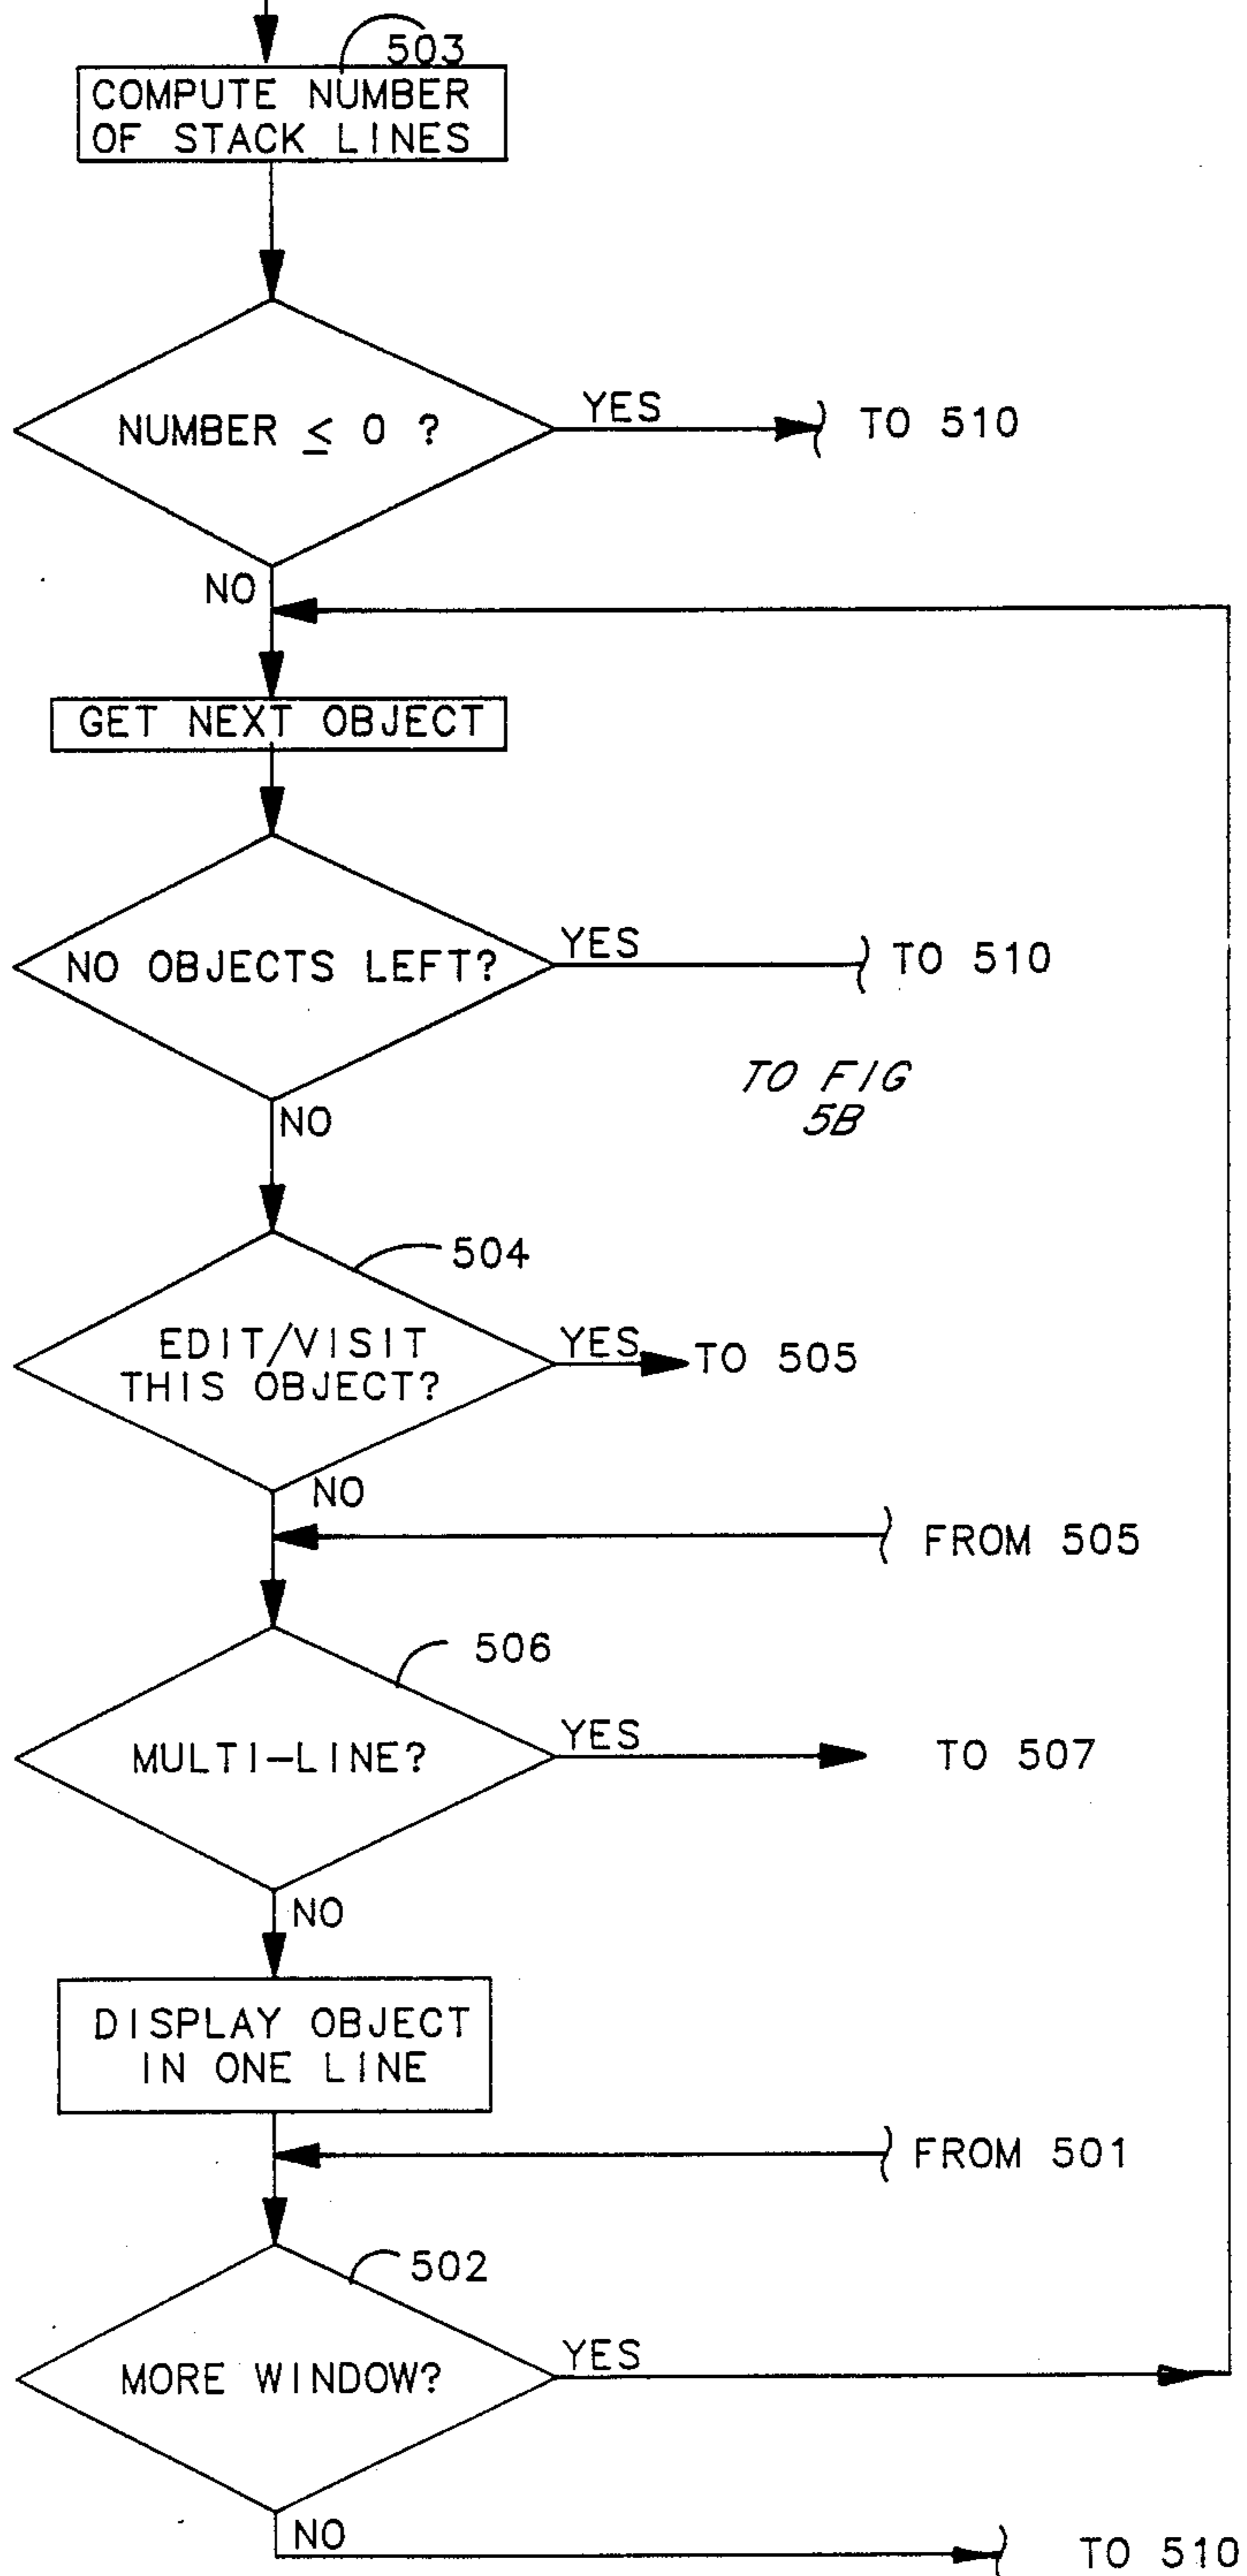 503
COMPUTE NUMBER
OF STACK LINES
NUMBER ≤ 0 ?
YES
TO 510
NO
GET NEXT OBJECT
NO OBJECTS LEFT?
YES
TO 510
TO FIG
5B
NO
504
EDIT/VISIT
THIS OBJECT?
YES
TO 505
NO
FROM 505
506
MULTI-LINE?
YES
TO 507
NO
DISPLAY OBJECT
IN ONE LINE
FROM 501
502
MORE WINDOW?
YES
NO
TO 510